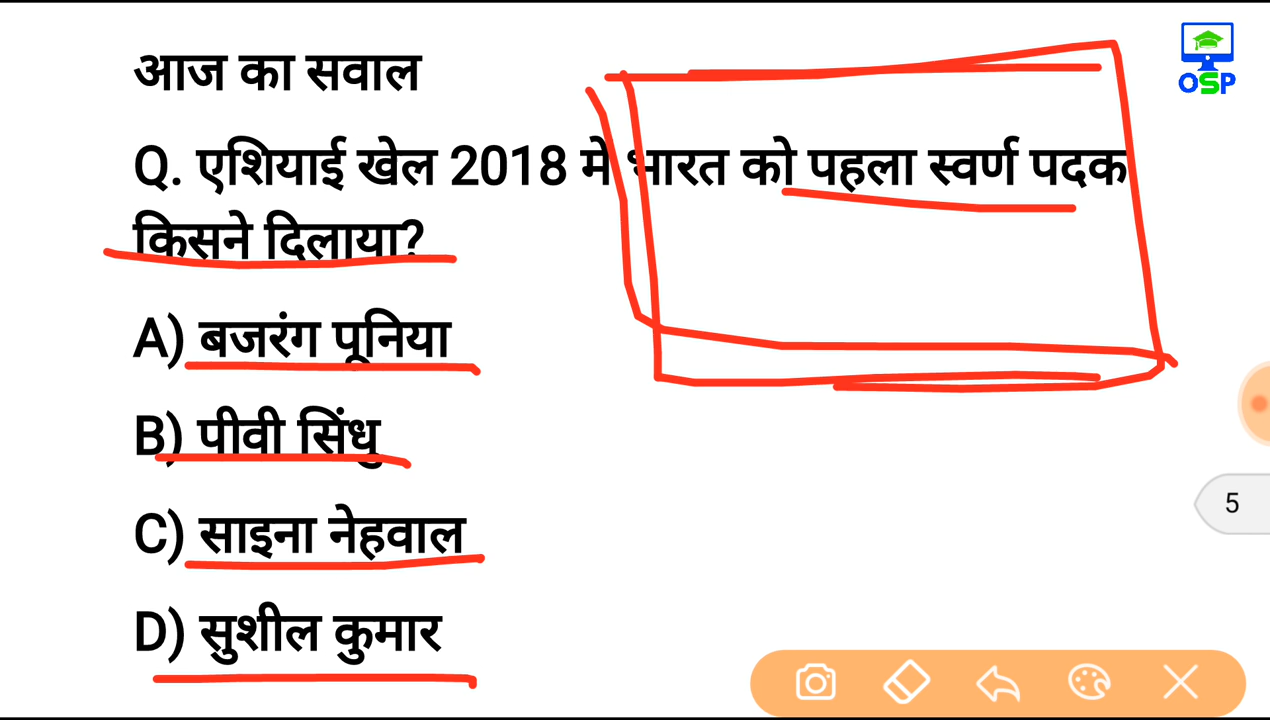 आज का सवाल
OSP
Q. एशियाई खेल 2018 मे भारत को पहला स्वर्ण पदक
किसने दिलाया?
A) बजरंग पूनिया
B) पीवी सिंधु
C) साइना नेहवाल
5
D) सुशील कुमार